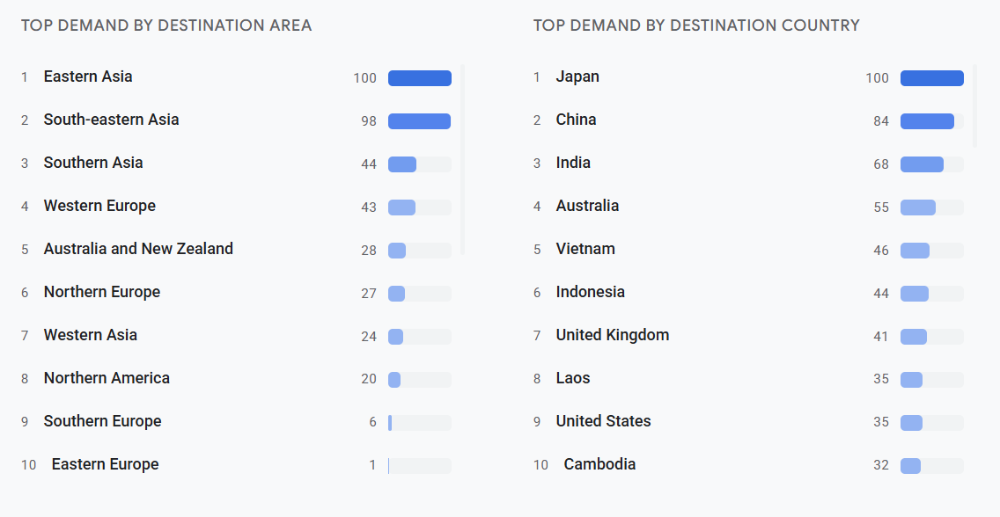 TOP DEMAND BY DESTINATION AREA
1 Eastern Asia 100
2 South-eastern Asia 98
3 Southern Asia 44
4 Western Europe 43
5 Australia and New Zealand 28
6 Northern Europe 27
7 Western Asia 24
8 Northern America 20
9 Southern Europe 6
10 Eastern Europe 1
TOP DEMAND BY DESTINATION COUNTRY
1 Japan 100
2 China 84
3 India 68
4 Australia 55
5 Vietnam 46
6 Indonesia 44
7 United Kingdom 41
8 Laos 35
9 United States 35
10 Cambodia 32